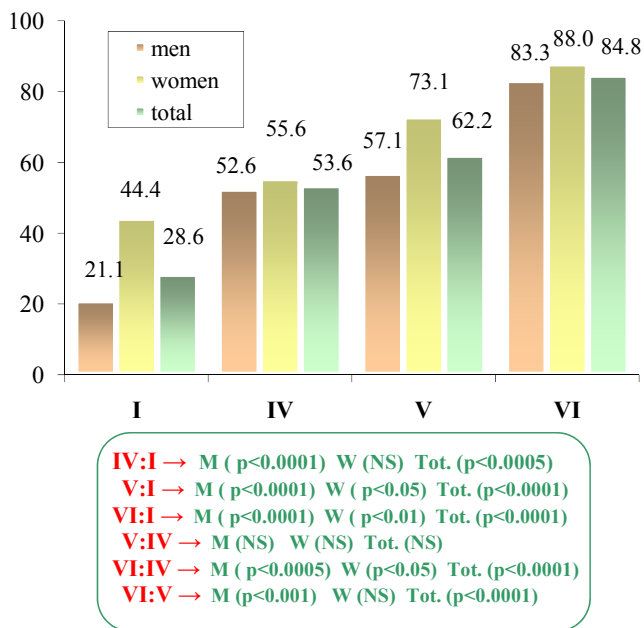 100
80
60
40
20
0
men
women
total
21.1
44.4
28.6
52.6
55.6
53.6
57.1
73.1
62.2
83.3
88.0
84.8
I
IV
V
VI
IV:I → M ( p<0.0001) W (NS) Tot. (p<0.0005)
V:I → M ( p<0.0001) W ( p<0.05) Tot. (p<0.0001)
VI:I → M ( p<0.0001) W ( p<0.01) Tot. (p<0.0001)
V:IV → M (NS) W (NS) Tot. (NS)
VI:IV → M ( p<0.0005) W ( p<0.05) Tot. (p<0.0001)
VI:V → M (p<0.001) W (NS) Tot. (p<0.0001)